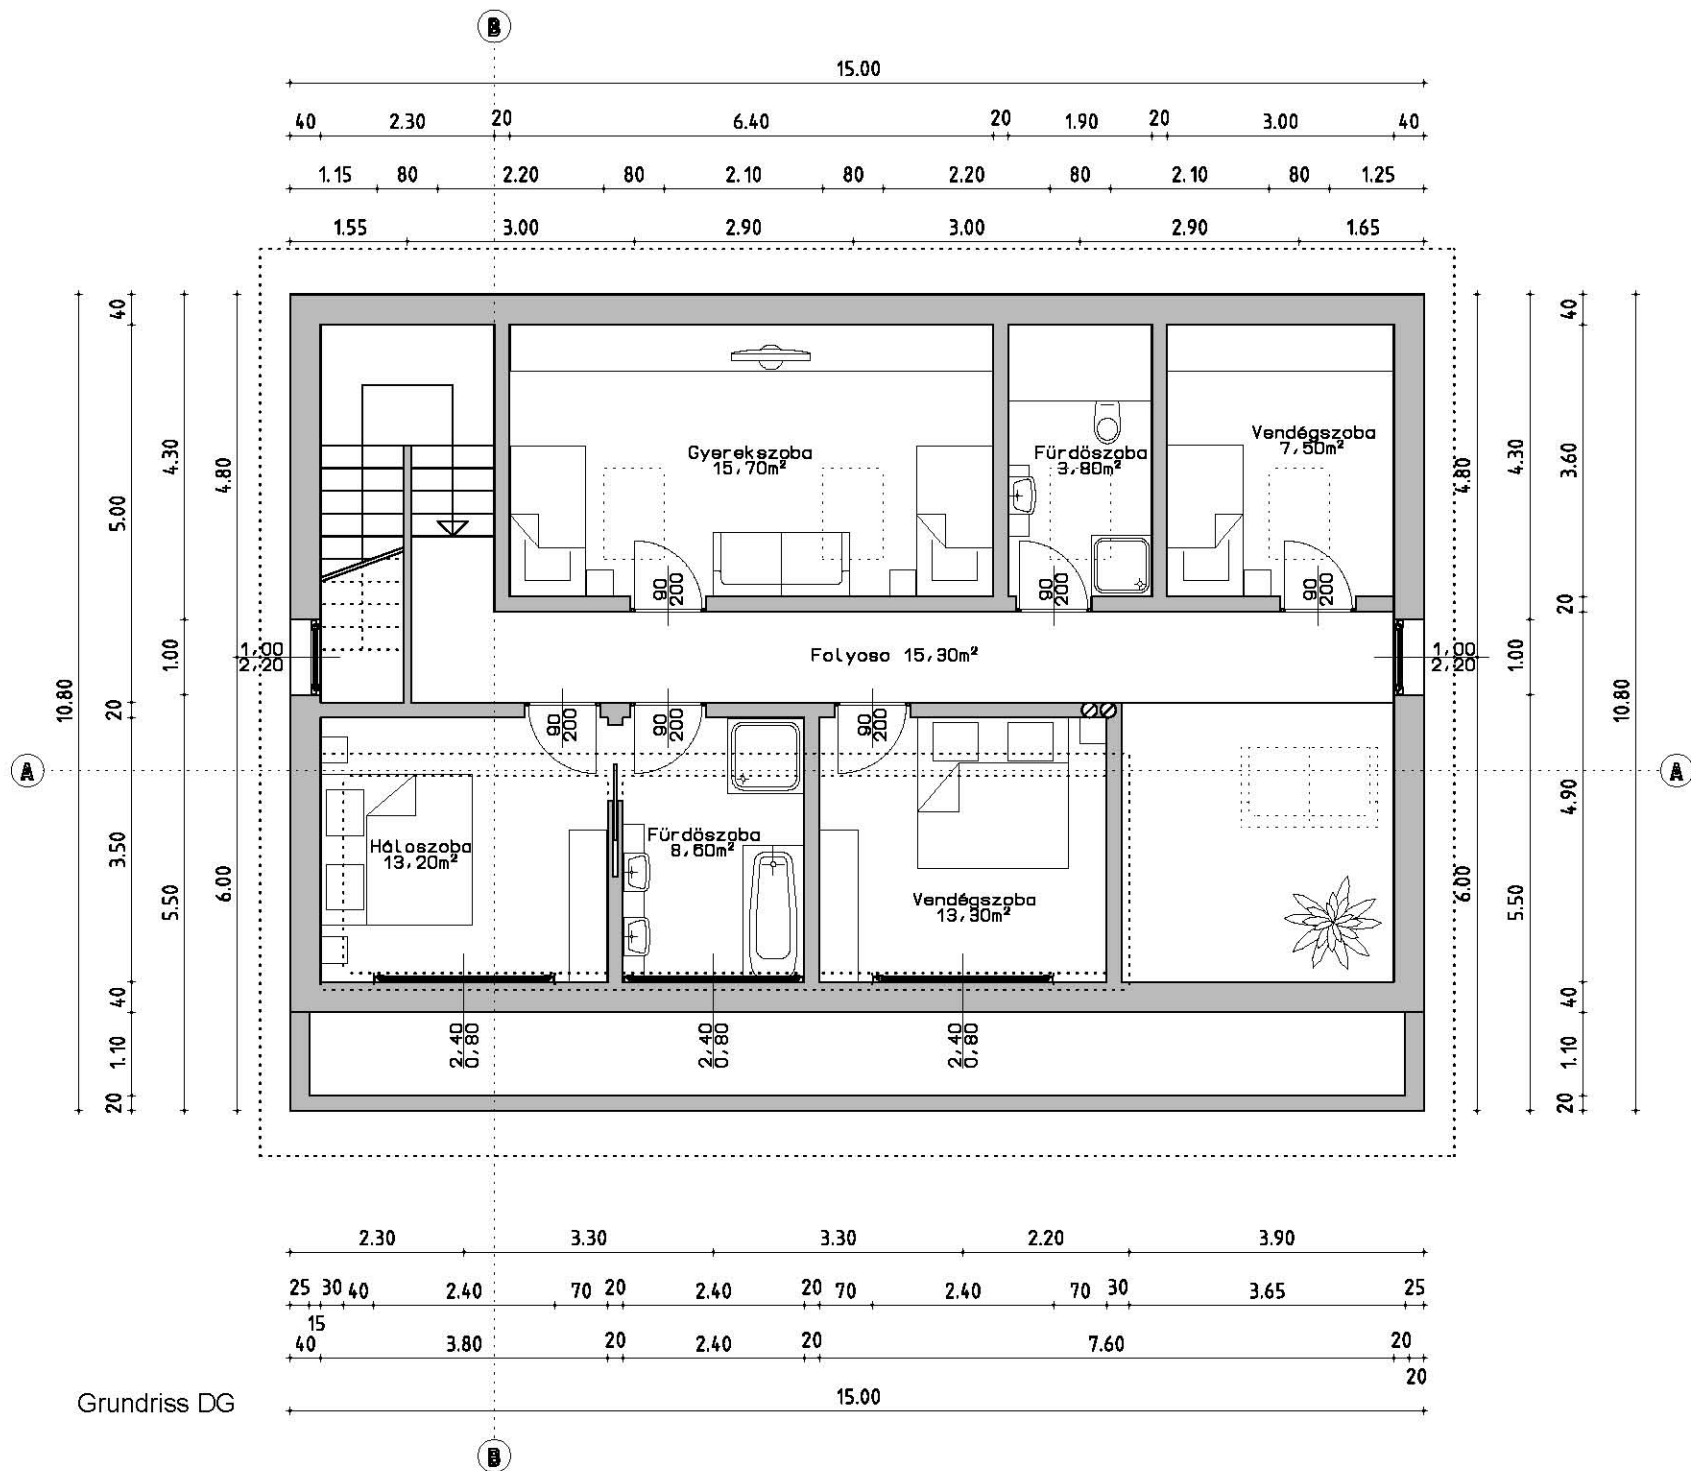 B
15.00
40 2.30 20 6.40 20 1.90 20 3.00 40
1.15 80 2.20 80 2.10 80 2.20 80 2.10 80 1.25
1.55 3.00 2.90 3.00 2.90 1.65
10.80
40 5.00 20 3.50 40 1.10 20
4.30 1.00 5.50
4.80 6.00
4.80 6.00
4.30 1.00 5.50
40 3.60 20 4.90 40 1.10 20
10.80
Gyerekszoba
15,70m²
Fürdöszoba
3,80m²
Vendégszoba
7,50m²
90
200
90
200
90
200
1,00
2,20
Folyoso 15,30m²
1,00
2,20
90
200
90
200
90
200
A
A
Háloszoba
13,20m²
Fürdöszoba
8,60m²
Vendégszoba
13,30m²
2,40
0,80
2,40
0,80
2,40
0,80
2.30 3.30 3.30 2.20 3.90
25 30 40 2.40 70 20 2.40 20 70 2.40 70 30 3.65 25
15
40 3.80 20 2.40 20 7.60 20
20
15.00
Grundriss DG
B